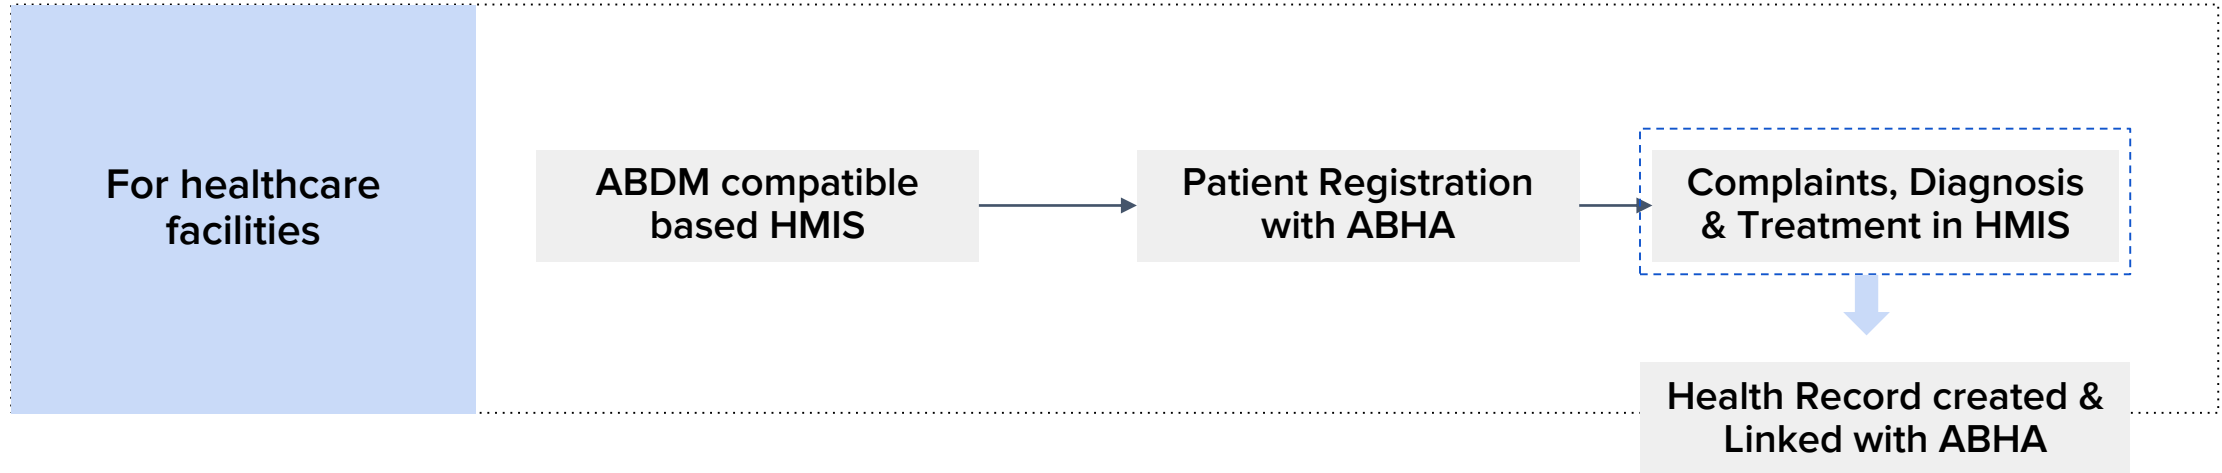 For healthcare
facilities
ABDM compatible
based HMIS
Patient Registration
with ABHA
Complaints, Diagnosis
& Treatment in HMIS
Health Record created &
Linked with ABHA